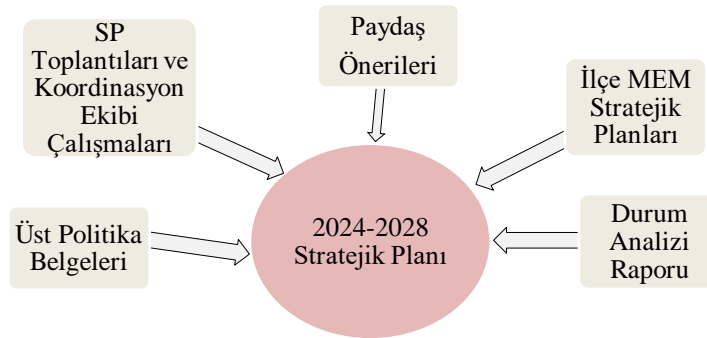 SP
Toplantıları ve
Koordinasyon
Ekibi
Çalışmaları
Paydaş
Önerileri
İlçe MEM
Stratejik
Planları
Üst Politika
Belgeleri
2024-2028
Stratejik Planı
Durum
Analizi
Raporu